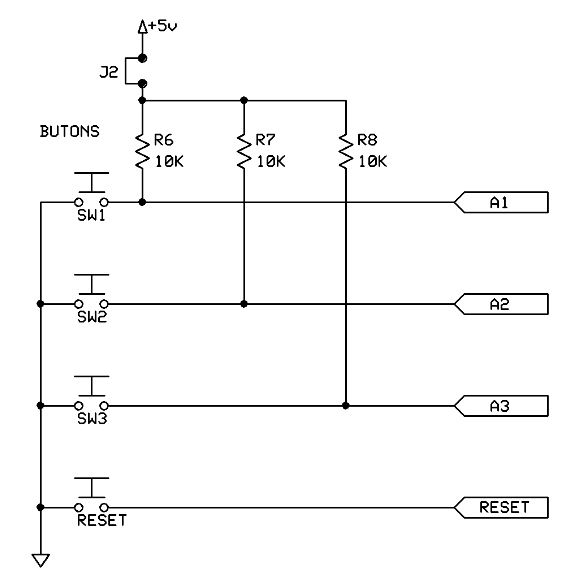 +5v
J2
BUTONS
R6
10K
R7
10K
R8
10K
SW1
A1
SW2
A2
SW3
A3
RESET
RESET